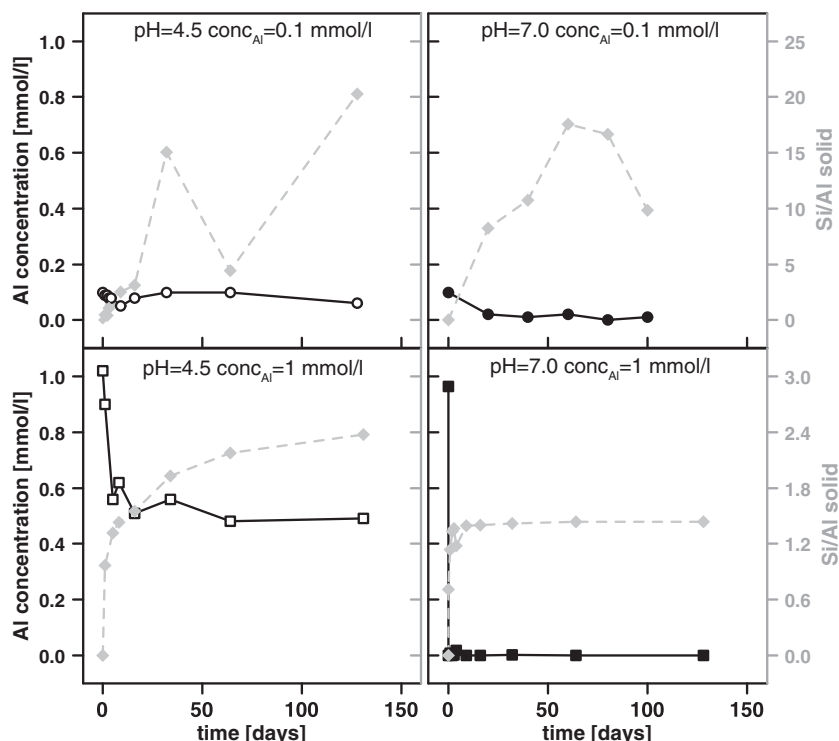 pH=4.5 conc_Al=0.1 mmol/l
pH=7.0 conc_Al=0.1 mmol/l
Al concentration [mmol/l]
1.0
0.8
0.6
0.4
0.2
0.0
25
20
15
10
5
0
Si/Al solid
pH=4.5 conc_Al=1 mmol/l
pH=7.0 conc_Al=1 mmol/l
Al concentration [mmol/l]
1.0
0.8
0.6
0.4
0.2
0.0
3.0
2.4
1.8
1.2
0.6
0.0
Si/Al solid
0 50 100 150
0 50 100 150
time [days]
time [days]